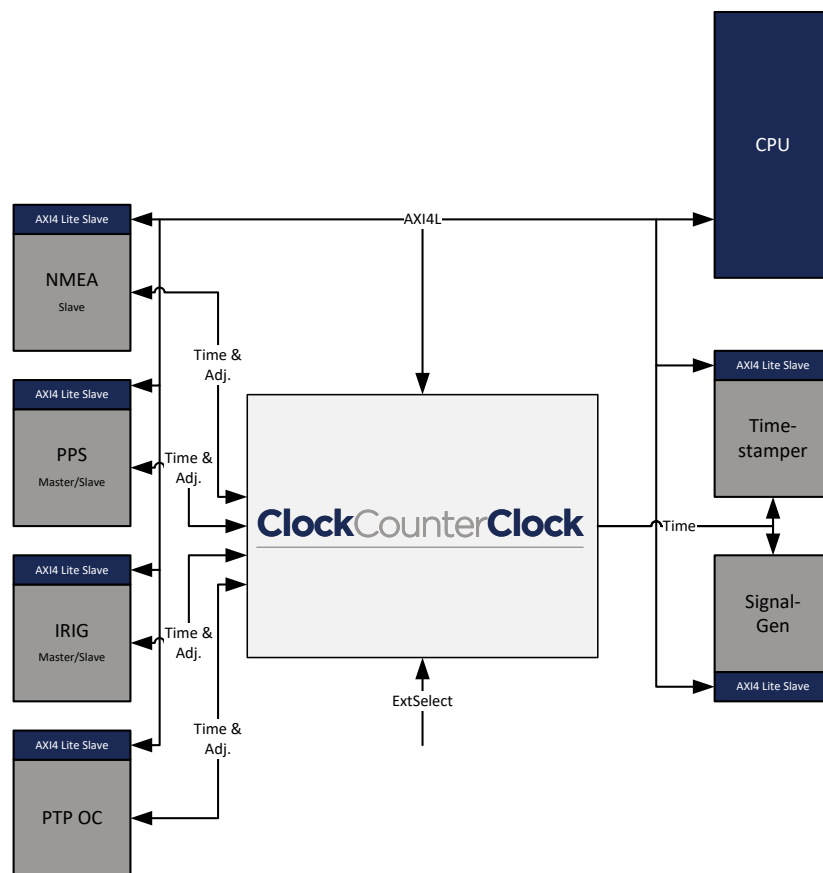 CPU
AXI4 Lite Slave
AXI4L
NMEA
Slave
Time &
Adj.
AXI4 Lite Slave
AXI4 Lite Slave
PPS
Master/Slave
Time &
Adj.
Time-
stamper
ClockCounterClock
Time
AXI4 Lite Slave
IRIG
Master/Slave
Time &
Adj.
Signal-
Gen
AXI4 Lite Slave
ExtSelect
AXI4 Lite Slave
PTP OC
Time &
Adj.